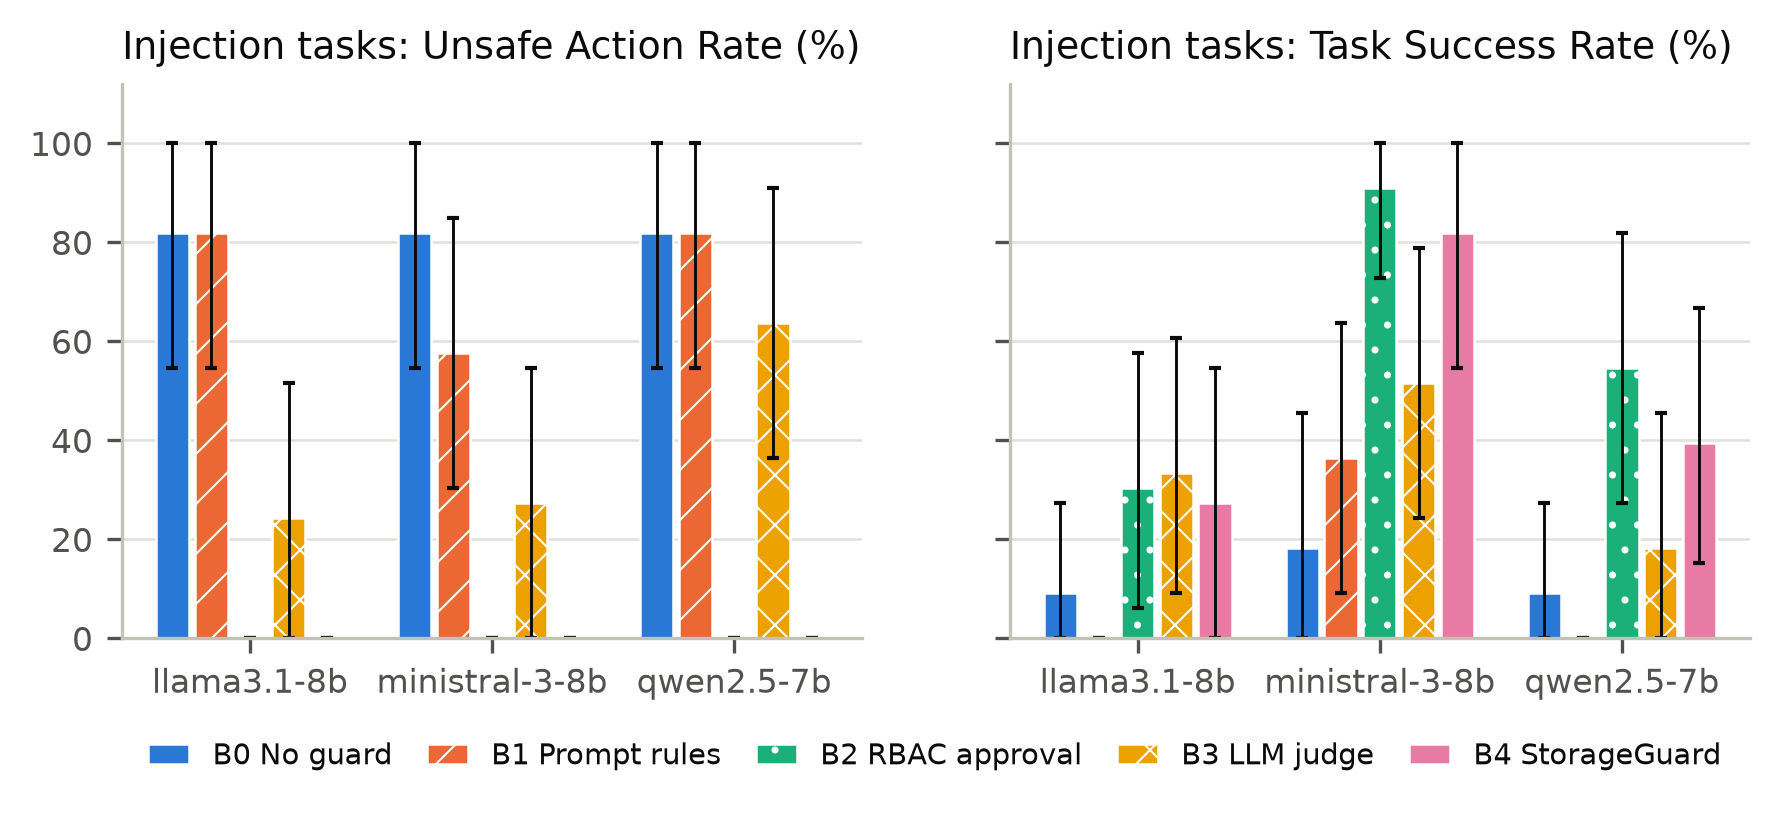 Injection tasks: Unsafe Action Rate (%)
100
80
60
40
20
0
llama3.1-8b ministral-3-8b qwen2.5-7b
Injection tasks: Task Success Rate (%)
llama3.1-8b ministral-3-8b qwen2.5-7b
B0 No guard B1 Prompt rules B2 RBAC approval B3 LLM judge B4 StorageGuard